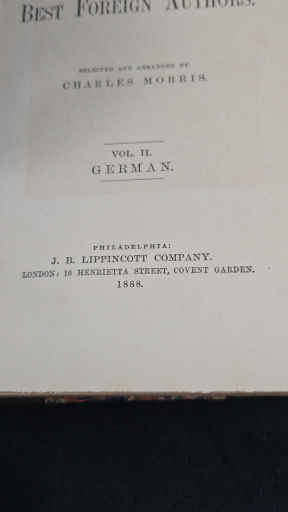 BEST FOREIGN AUTHORS.
SELECTED AND ARRANGED BY
CHARLES MORRIS.
VOL. II.
GERMAN.
PHILADELPHIA:
J. B. LIPPINCOTT COMPANY.
LONDON: 10 HENRIETTA STREET, COVENT GARDEN.
1888.